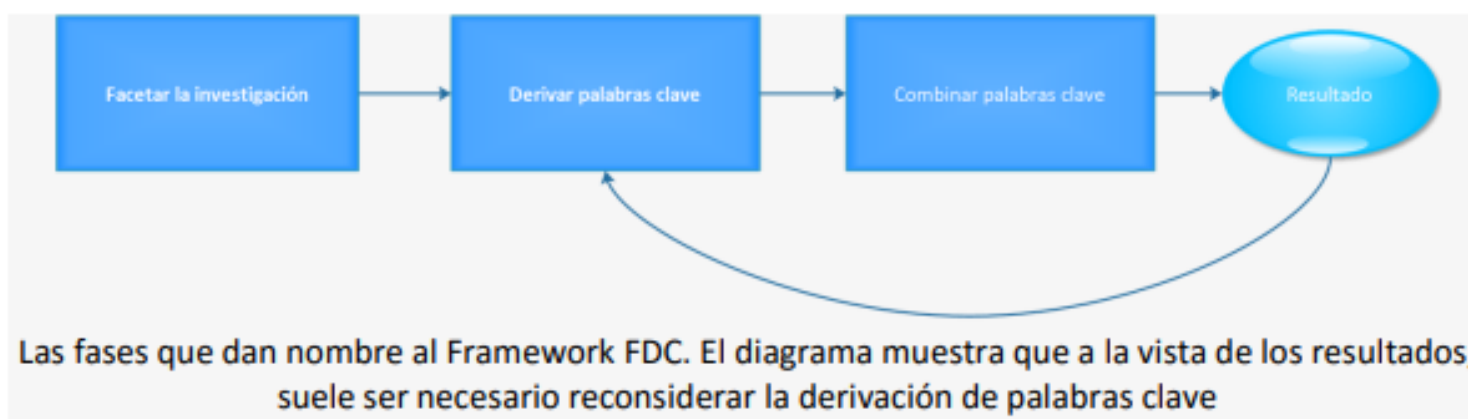 Facetar la investigación
Derivar palabras clave
Combinar palabras clave
Resultado
Las fases que dan nombre al Framework FDC. El diagrama muestra que a la vista de los resultados,
suele ser necesario reconsiderar la derivación de palabras clave